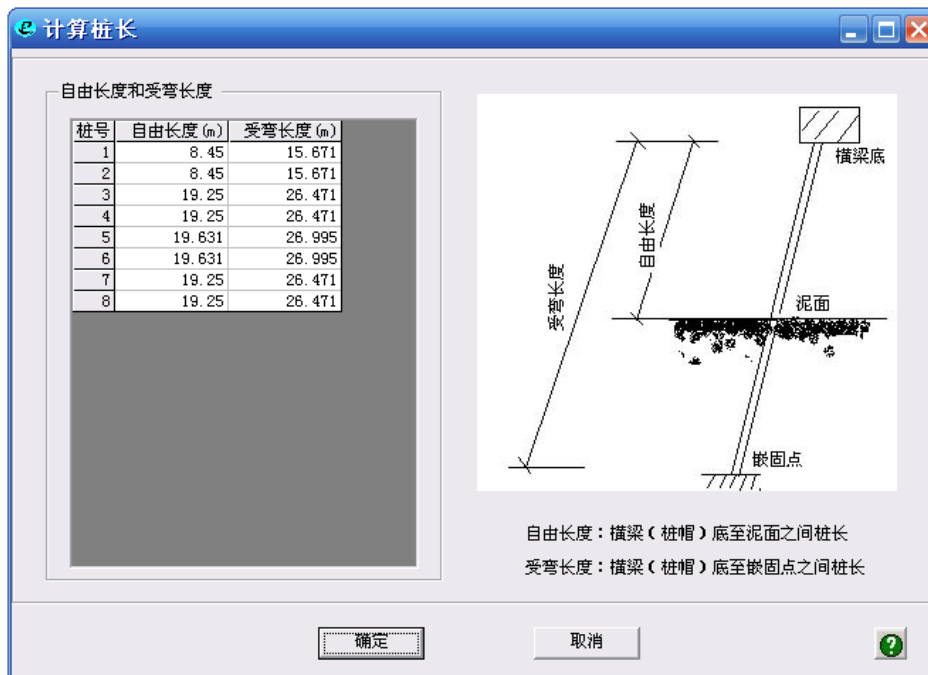 计算桩长
自由长度和受弯长度
桩号 自由长度(m) 受弯长度(m)
1 8.45 15.671
2 8.45 15.671
3 19.25 26.471
4 19.25 26.471
5 19.631 26.995
6 19.631 26.995
7 19.25 26.471
8 19.25 26.471
横梁底
自由长度
受弯长度
泥面
嵌固点
自由长度：横梁（桩帽）底至泥面之间桩长
受弯长度：横梁（桩帽）底至嵌固点之间桩长
确定 取消 ?